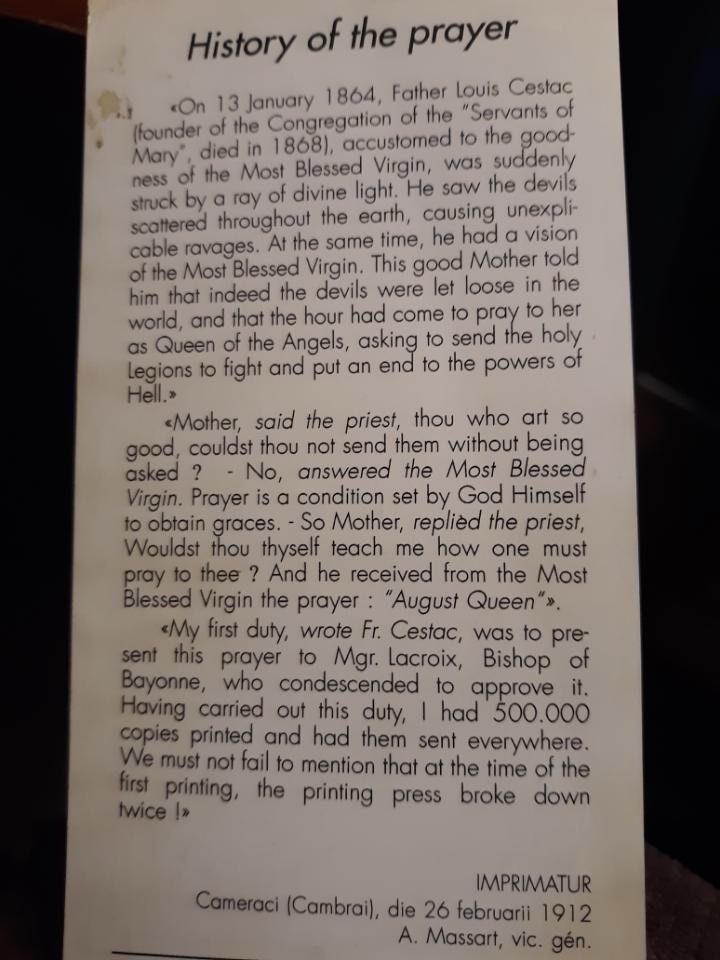 History of the prayer
«On 13 January 1864, Father Louis Cestac
(founder of the Congregation of the "Servants of
Mary", died in 1868), accustomed to the good-
ness of the Most Blessed Virgin, was suddenly
struck by a ray of divine light. He saw the devils
scattered throughout the earth, causing unexpli-
cable ravages. At the same time, he had a vision
of the Most Blessed Virgin. This good Mother told
him that indeed the devils were let loose in the
world, and that the hour had come to pray to her
as Queen of the Angels, asking to send the holy
Legions to fight and put an end to the powers of
Hell.»
«Mother, said the priest, thou who art so
good, couldst thou not send them without being
asked ? - No, answered the Most Blessed
Virgin. Prayer is a condition set by God Himself
to obtain graces. - So Mother, replièd the priest,
Wouldst thou thyself teach me how one must
pray to thee ? And he received from the Most
Blessed Virgin the prayer : "August Queen"».
«My first duty, wrote Fr. Cestac, was to pre-
sent this prayer to Mgr. Lacroix, Bishop of
Bayonne, who condescended to approve it.
Having carried out this duty, I had 500.000
copies printed and had them sent everywhere.
We must not fail to mention that at the time of the
first printing, the printing press broke down
twice !»
IMPRIMATUR
Cameraci (Cambrai), die 26 februarii 1912
A. Massart, vic. gén.